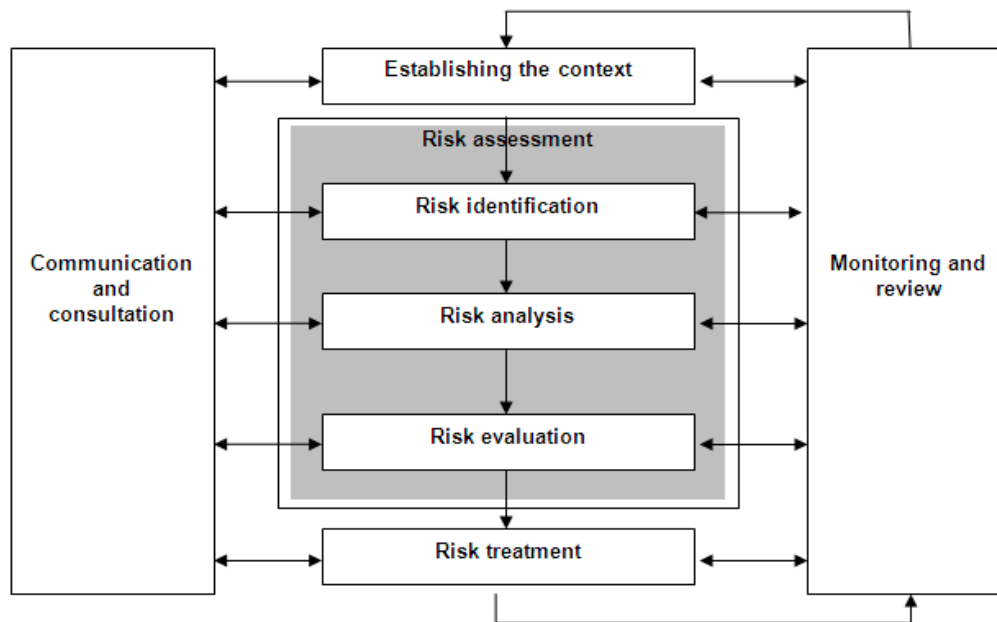 Establishing the context
Risk assessment
Risk identification
Communication
and
consultation
Monitoring and
review
Risk analysis
Risk evaluation
Risk treatment